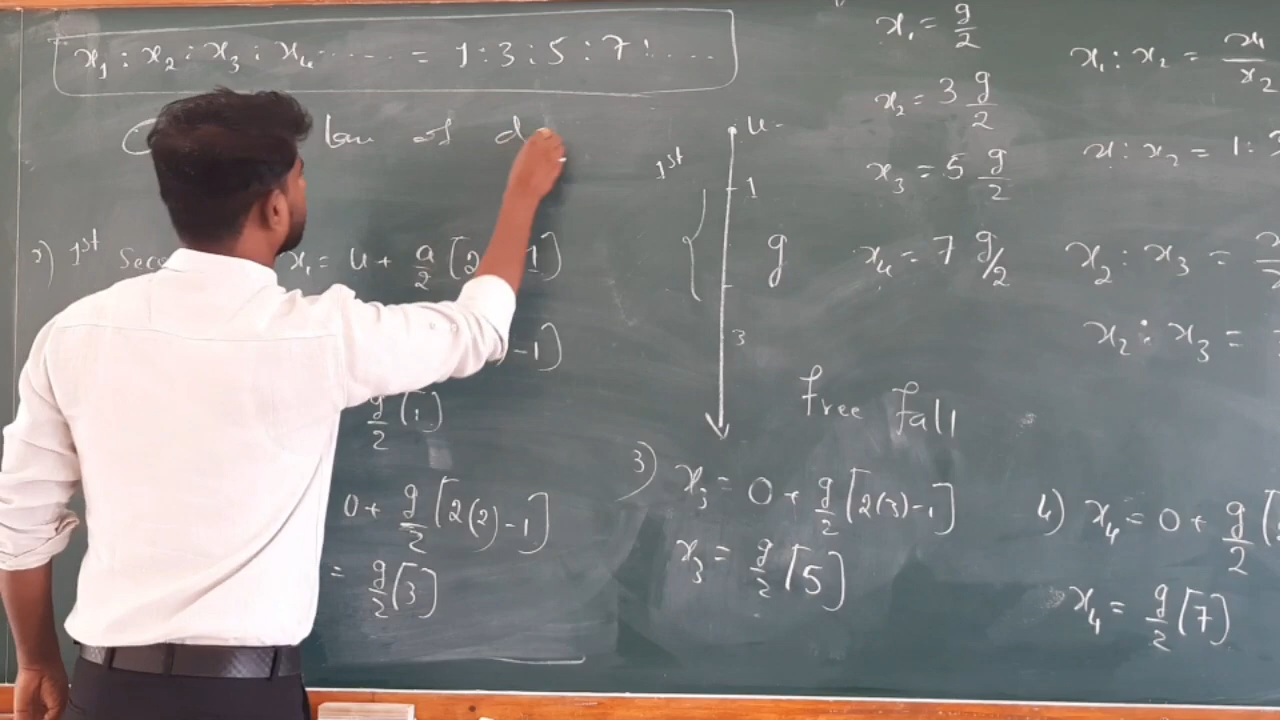 x₁ : x₂ : x₃ : x₄ ..... = 1 : 3 : 5 : 7 : ....
law of d
1st
x₁ = u + a/2 [2 1]
-1]
g/2 (1)
0 + g/2 [2(2) - 1]
= g/2 (3)
u
1st
1
g
3
free fall
x₁ = g/2
x₂ = 3 g/2
x₃ = 5 g/2
x₄ = 7 g/2
x₁ : x₂ = x₁/x₂
x₁ : x₂ = 1 :
x₂ : x₃ =
x₂ : x₃ =
3) x₃ = 0 + g/2 [2(3) - 1]
x₃ = g/2 [5]
4) x₄ = 0 + g/2 [
x₄ = g/2 (7)